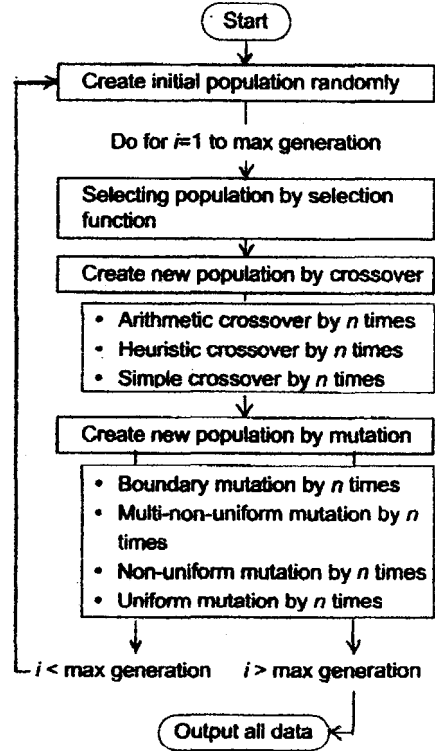 Start
Create initial population randomly
Do for i=1 to max generation
Selecting population by selection
function
Create new population by crossover
• Arithmetic crossover by n times
• Heuristic crossover by n times
• Simple crossover by n times
Create new population by mutation
• Boundary mutation by n times
• Multi-non-uniform mutation by n
times
• Non-uniform mutation by n times
• Uniform mutation by n times
i < max generation
i > max generation
Output all data